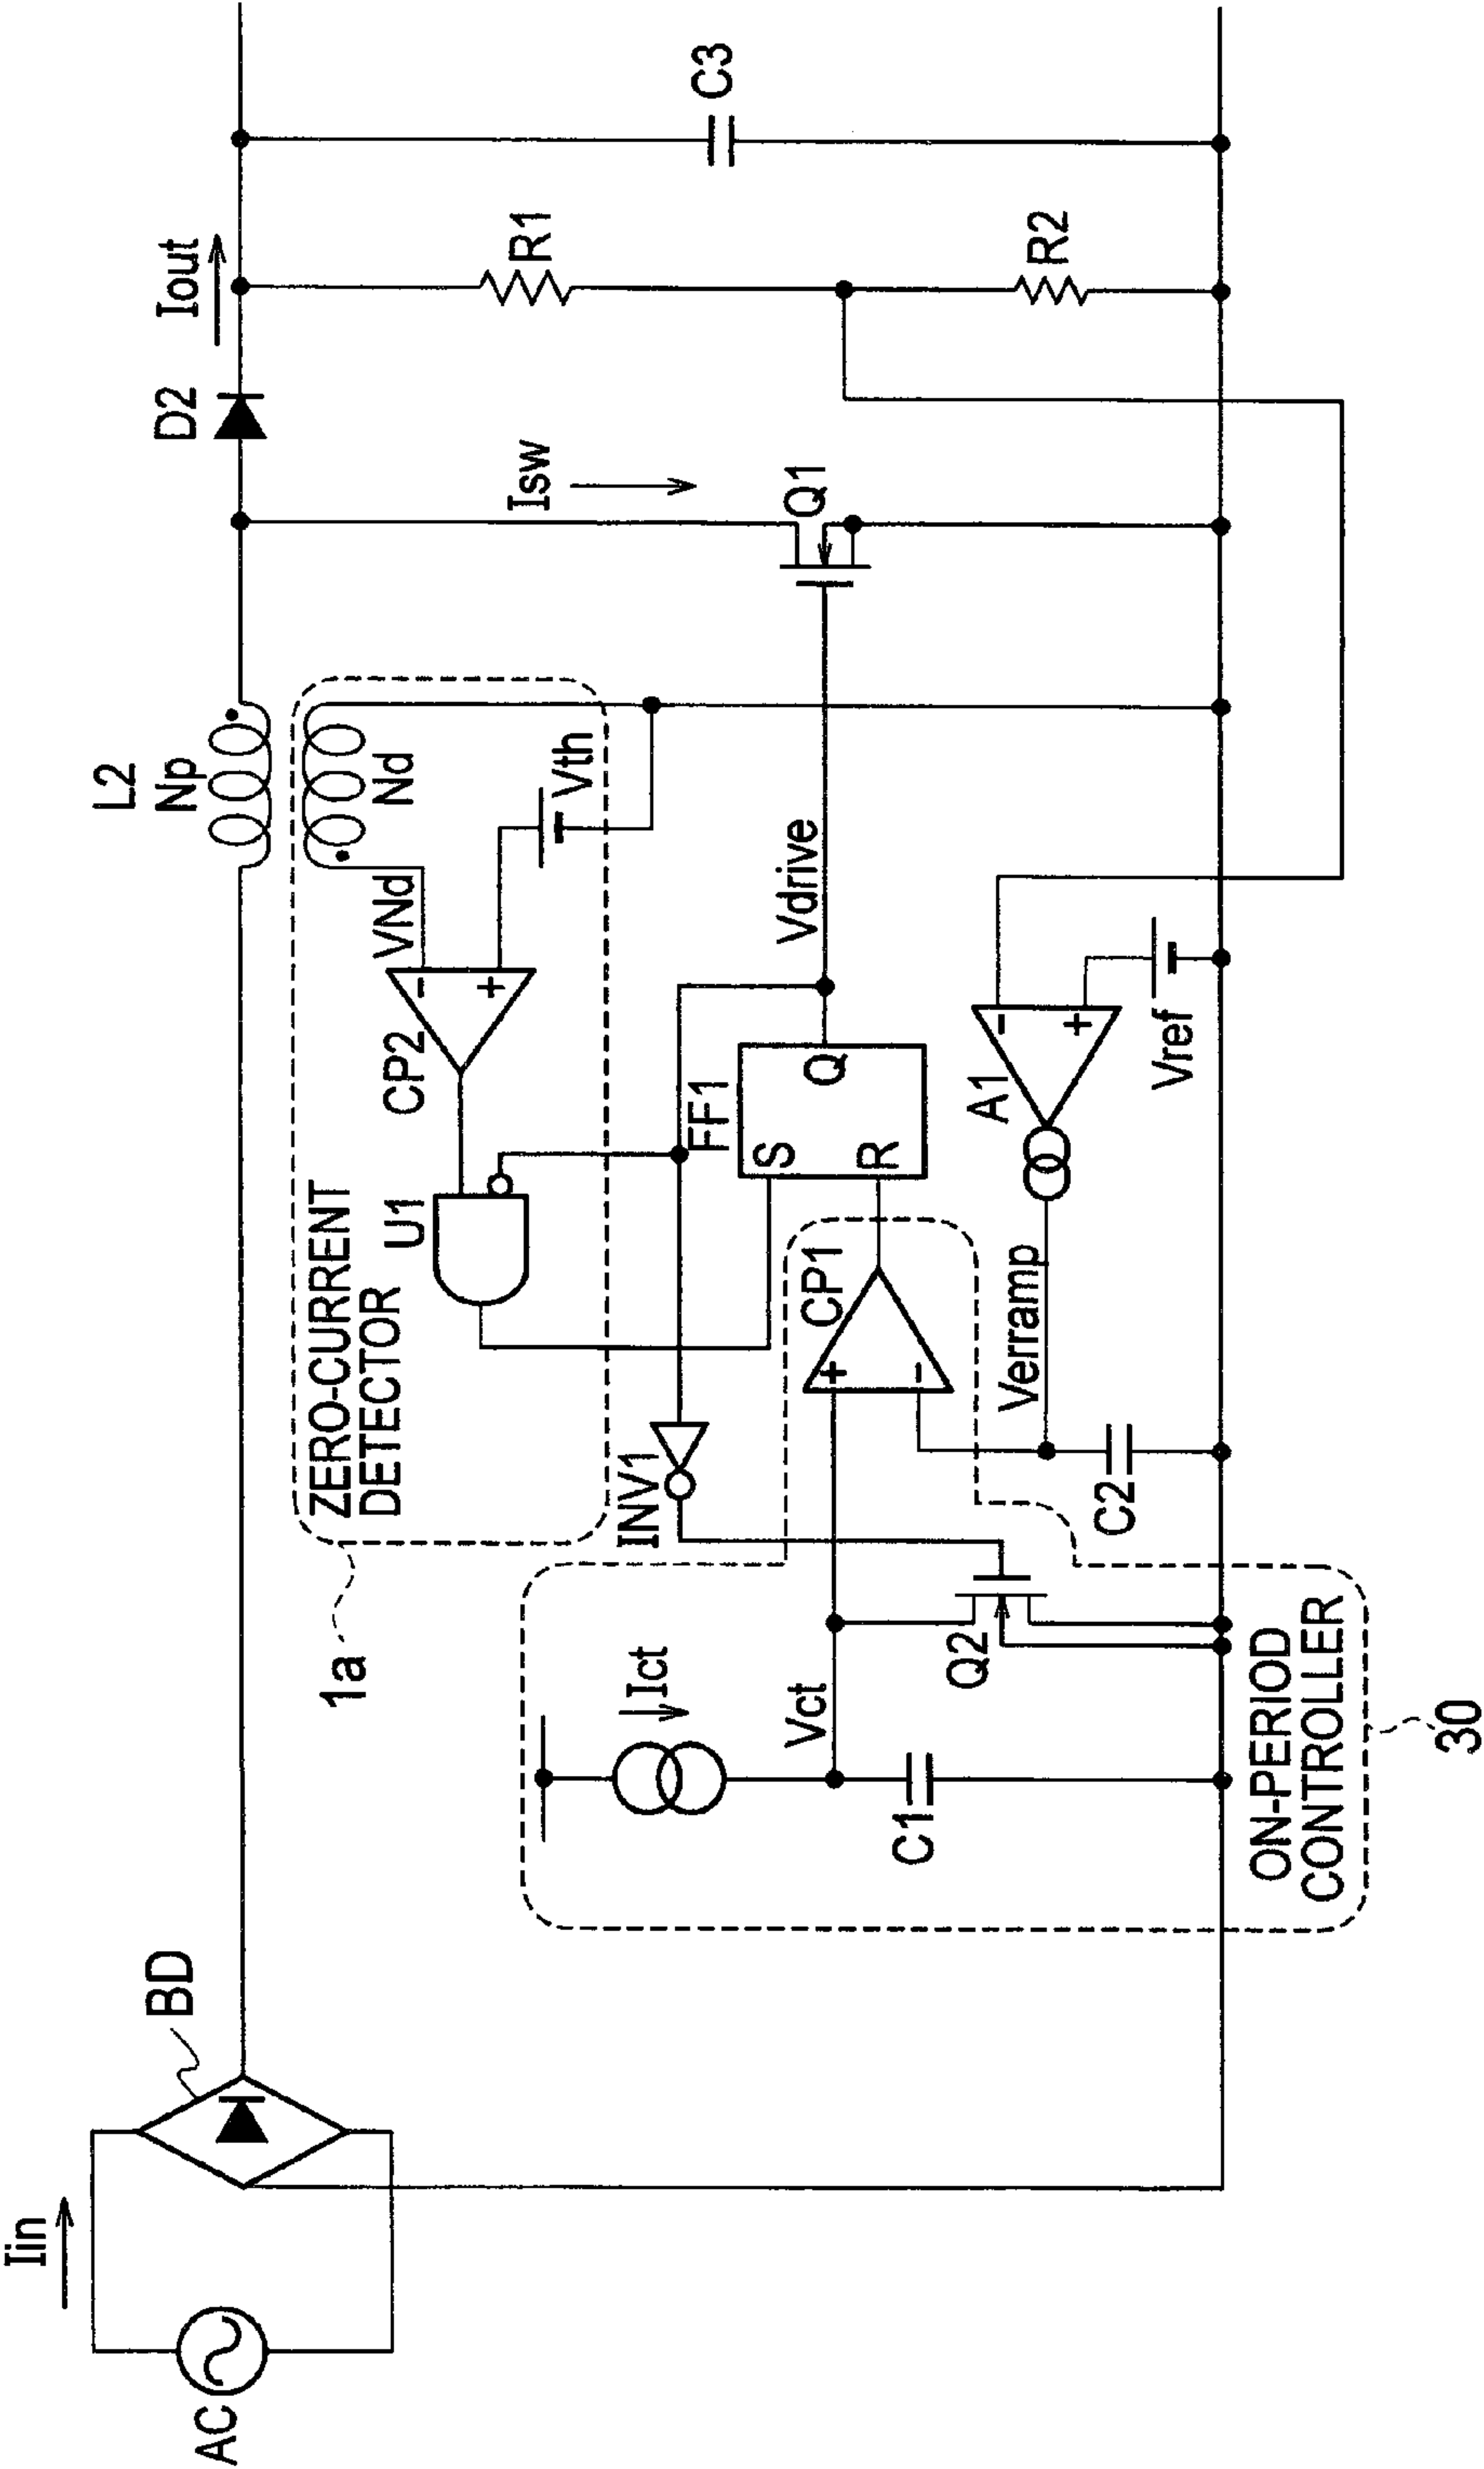 AC
Iin
BD
L2
Np
D2
Iout
ZERO-CURRENT
DETECTOR
1a
U1
CP2
-
+
VNd
Nd
Vth
Isw
Q1
R1
C3
R2
INV1
FF1
S
Q
R
Vdrive
Ict
Vct
C1
Q2
CP1
+
-
Verramp
C2
A1
-
+
Vref
ON-PERIOD
CONTROLLER
30